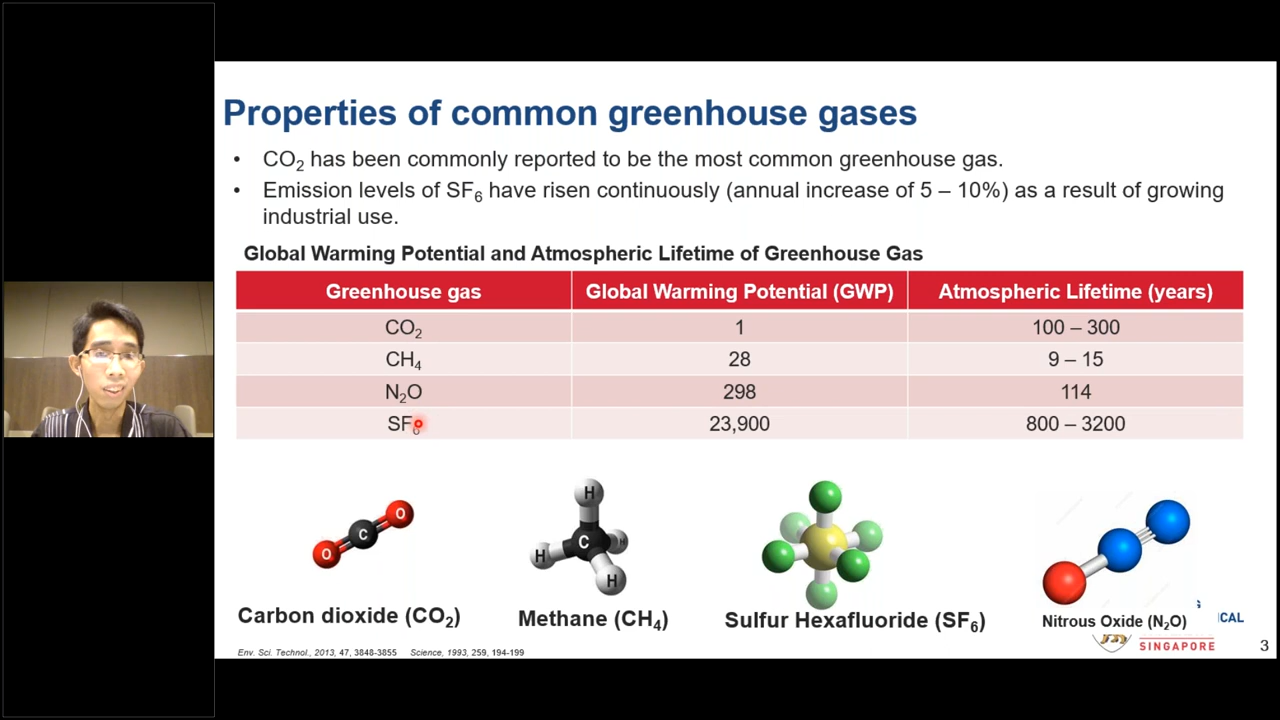 Properties of common greenhouse gases
• CO₂ has been commonly reported to be the most common greenhouse gas.
• Emission levels of SF₆ have risen continuously (annual increase of 5 – 10%) as a result of growing
industrial use.
Global Warming Potential and Atmospheric Lifetime of Greenhouse Gas
Greenhouse gas Global Warming Potential (GWP) Atmospheric Lifetime (years)
CO₂ 1 100 – 300
CH₄ 28 9 – 15
N₂O 298 114
SF₆ 23,900 800 – 3200
O C O
H C H H H
Carbon dioxide (CO₂) Methane (CH₄) Sulfur Hexafluoride (SF₆) Nitrous Oxide (N₂O)
ICAL
SINGAPORE
Env. Sci. Technol., 2013, 47, 3848-3855 Science, 1993, 259, 194-199
3